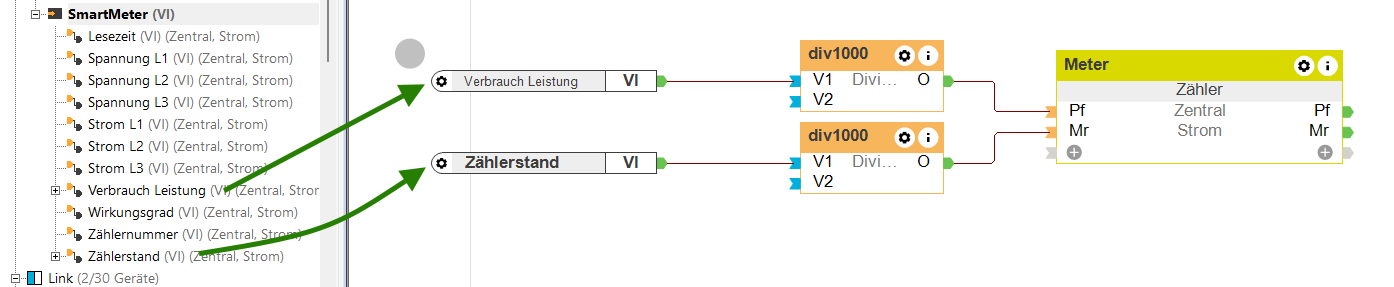 SmartMeter (VI)
Lesezeit (VI) (Zentral, Strom)
Spannung L1 (VI) (Zentral, Strom)
Spannung L2 (VI) (Zentral, Strom)
Spannung L3 (VI) (Zentral, Strom)
Strom L1 (VI) (Zentral, Strom)
Strom L2 (VI) (Zentral, Strom)
Strom L3 (VI) (Zentral, Strom)
Verbrauch Leistung (VI) (Zentral, Stror
Wirkungsgrad (VI) (Zentral, Strom)
Zählernummer (VI) (Zentral, Strom)
Zählerstand (VI) (Zentral, Strom)
Link (2/30 Geräte)
Verbrauch Leistung VI
Zählerstand VI
div1000
V1 Divi... O
V2
div1000
V1 Divi... O
V2
Meter
Zähler
Pf Zentral Pf
Mr Strom Mr